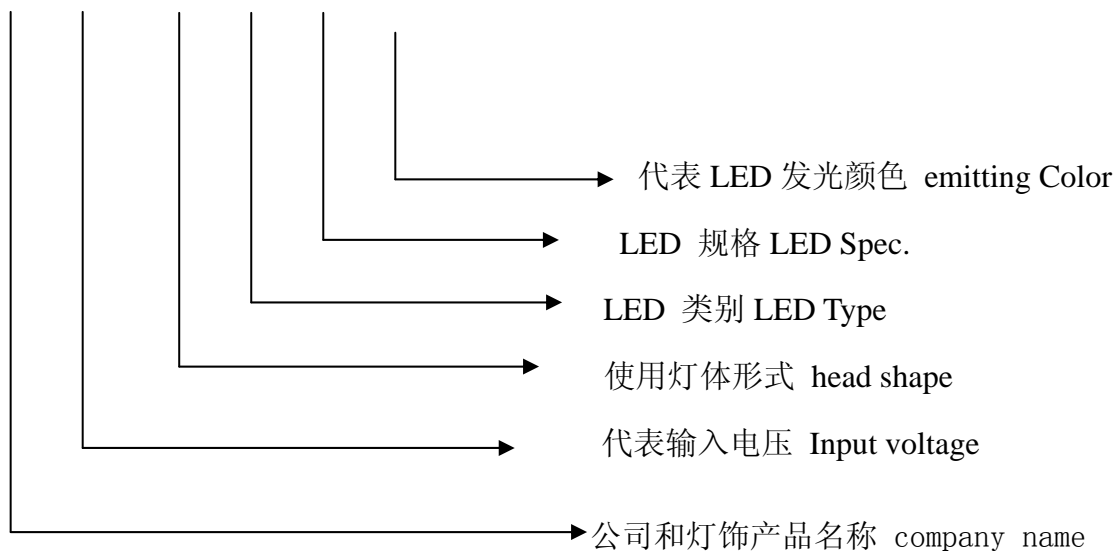 代表 LED 发光颜色 emitting Color
LED 规格 LED Spec.
LED 类别 LED Type
使用灯体形式 head shape
代表输入电压 Input voltage
公司和灯饰产品名称 company name